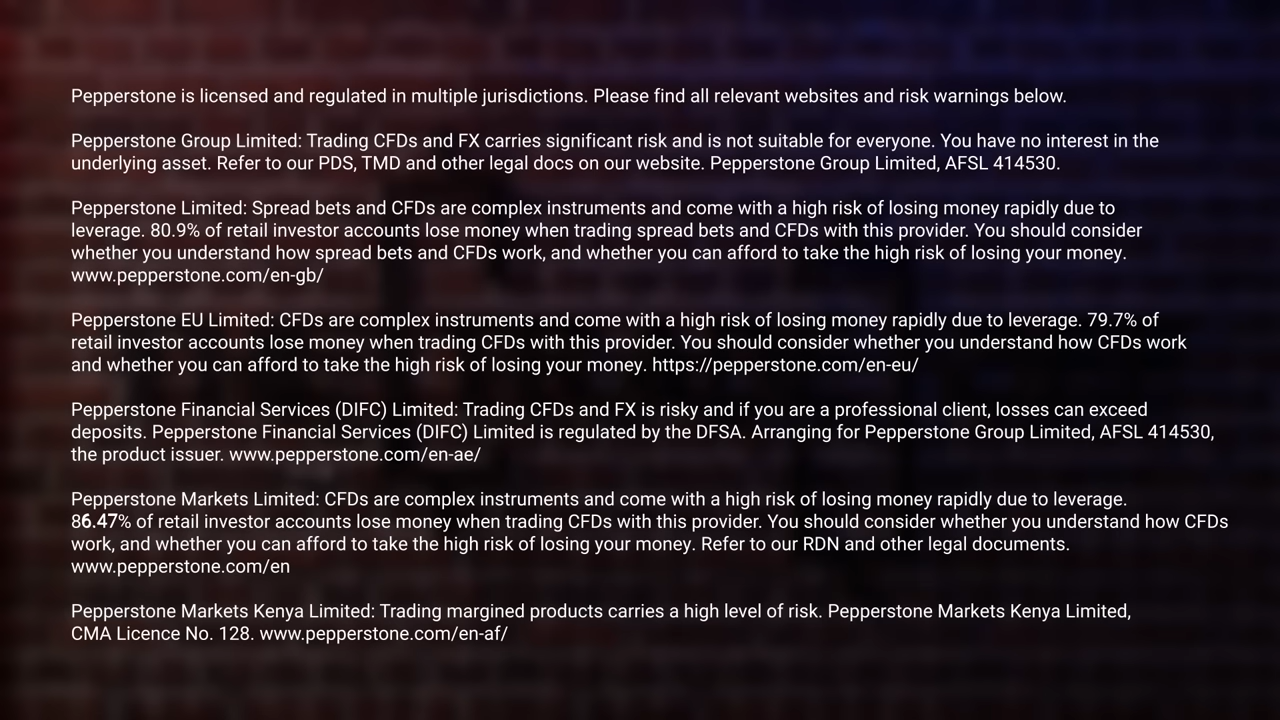 Pepperstone is licensed and regulated in multiple jurisdictions. Please find all relevant websites and risk warnings below.
Pepperstone Group Limited: Trading CFDs and FX carries significant risk and is not suitable for everyone. You have no interest in the
underlying asset. Refer to our PDS, TMD and other legal docs on our website. Pepperstone Group Limited, AFSL 414530.
Pepperstone Limited: Spread bets and CFDs are complex instruments and come with a high risk of losing money rapidly due to
leverage. 80.9% of retail investor accounts lose money when trading spread bets and CFDs with this provider. You should consider
whether you understand how spread bets and CFDs work, and whether you can afford to take the high risk of losing your money.
www.pepperstone.com/en-gb/
Pepperstone EU Limited: CFDs are complex instruments and come with a high risk of losing money rapidly due to leverage. 79.7% of
retail investor accounts lose money when trading CFDs with this provider. You should consider whether you understand how CFDs work
and whether you can afford to take the high risk of losing your money. https://pepperstone.com/en-eu/
Pepperstone Financial Services (DIFC) Limited: Trading CFDs and FX is risky and if you are a professional client, losses can exceed
deposits. Pepperstone Financial Services (DIFC) Limited is regulated by the DFSA. Arranging for Pepperstone Group Limited, AFSL 414530,
the product issuer. www.pepperstone.com/en-ae/
Pepperstone Markets Limited: CFDs are complex instruments and come with a high risk of losing money rapidly due to leverage.
86.47% of retail investor accounts lose money when trading CFDs with this provider. You should consider whether you understand how CFDs
work, and whether you can afford to take the high risk of losing your money. Refer to our RDN and other legal documents.
www.pepperstone.com/en
Pepperstone Markets Kenya Limited: Trading margined products carries a high level of risk. Pepperstone Markets Kenya Limited,
CMA Licence No. 128. www.pepperstone.com/en-af/